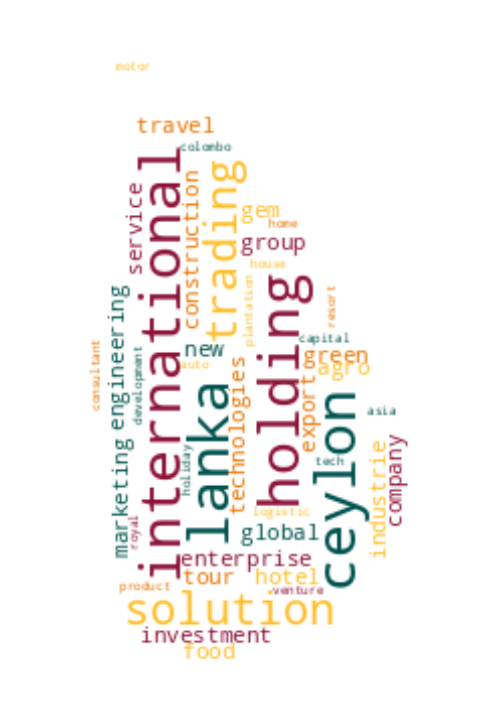 motor
travel
colombo
international
service
construction
trading
gem
home
group
house
holding
plantation
resort
engineering
consultant
development
new
auto
capital
green
agro
lanka
technologies
export
ceylon
asia
marketing
holiday
tech
industrie
company
royal
logistic
global
enterprise
tour
hotel
product
venture
solution
investment
food